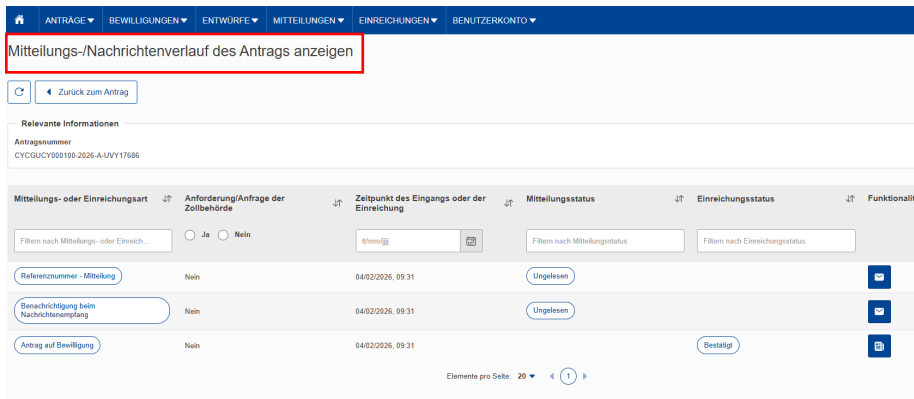 ANTRÄGE BEWILLIGUNGEN ENTWÜRFE MITTEILUNGEN EINREICHUNGEN BENUTZERKONTO
Mitteilungs-/Nachrichtenverlauf des Antrags anzeigen
Zurück zum Antrag
Relevante Informationen
Antragsnummer
CYCGUCY000100-2026-A-UVY17686
Mitteilungs- oder Einreichungsart Anforderung/Anfrage der Zollbehörde Zeitpunkt des Eingangs oder der Einreichung Mitteilungsstatus Einreichungsstatus Funktionalit
Filtern nach Mitteilungs- oder Einreich... Ja Nein tt/mm/jjjj Filtern nach Mitteilungsstatus Filtern nach Einreichungsstatus
Referenznummer - Mitteilung Nein 04/02/2026, 09:31 Ungelesen
Benachrichtigung beim Nachrichtenempfang Nein 04/02/2026, 09:31 Ungelesen
Antrag auf Bewilligung Nein 04/02/2026, 09:31 Bestätigt
Elemente pro Seite: 20 1